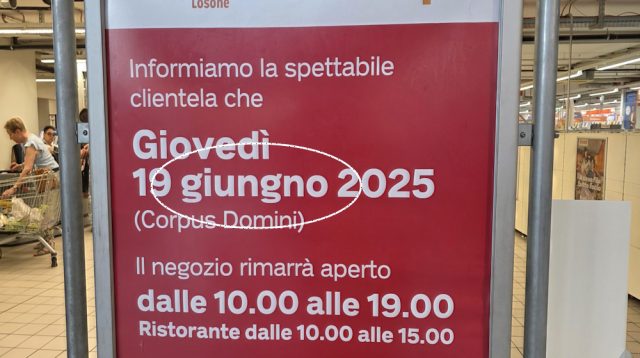 Losone
Informiamo la spettabile
clientela che
Giovedì
19 giungno 2025
(Corpus Domini)
Il negozio rimarrà aperto
dalle 10.00 alle 19.00
Ristorante dalle 10.00 alle 15.00